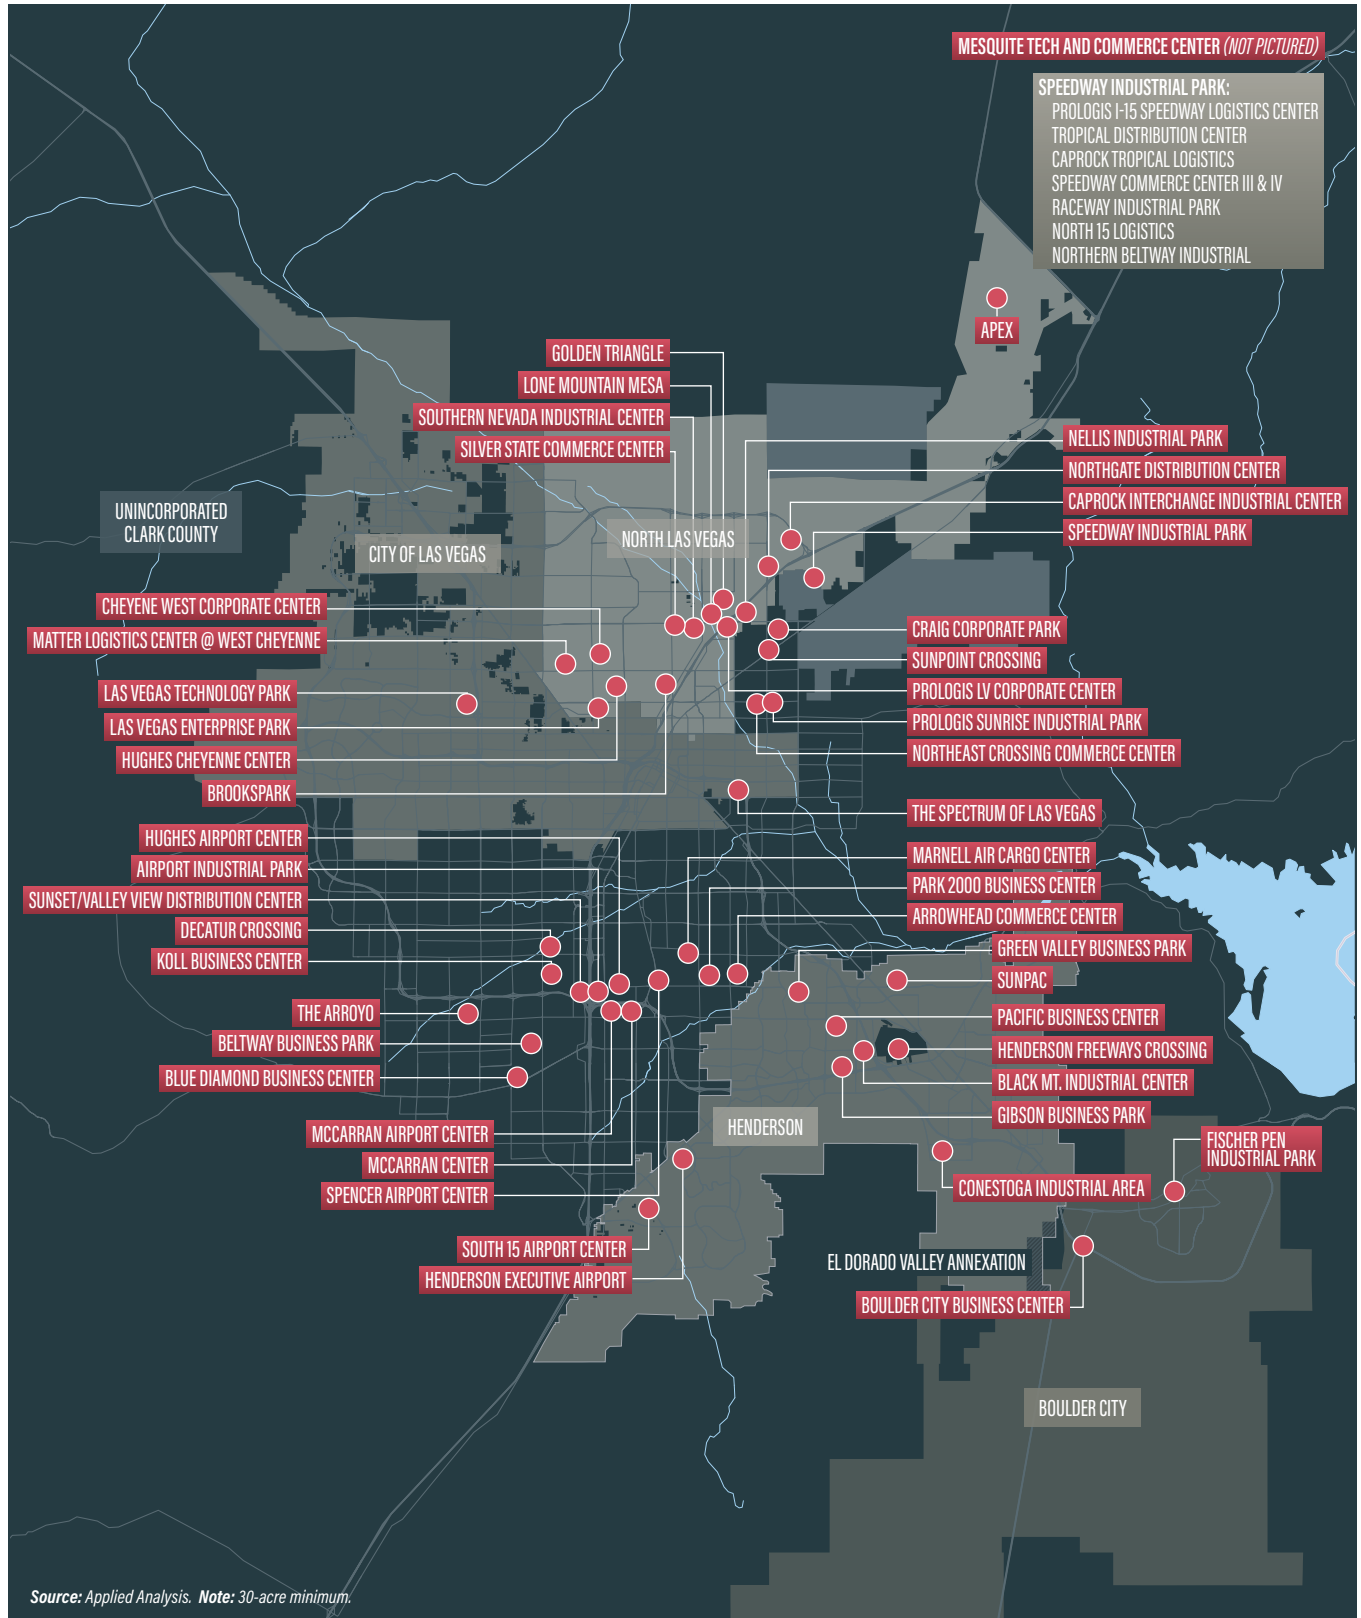 MESQUITE TECH AND COMMERCE CENTER (NOT PICTURED)
SPEEDWAY INDUSTRIAL PARK:
PROLOGIS I-15 SPEEDWAY LOGISTICS CENTER
TROPICAL DISTRIBUTION CENTER
CAPROCK TROPICAL LOGISTICS
SPEEDWAY COMMERCE CENTER III & IV
RACEWAY INDUSTRIAL PARK
NORTH 15 LOGISTICS
NORTHERN BELTWAY INDUSTRIAL
APEX
GOLDEN TRIANGLE
LONE MOUNTAIN MESA
SOUTHERN NEVADA INDUSTRIAL CENTER
SILVER STATE COMMERCE CENTER
NELLIS INDUSTRIAL PARK
NORTHGATE DISTRIBUTION CENTER
CAPROCK INTERCHANGE INDUSTRIAL CENTER
SPEEDWAY INDUSTRIAL PARK
UNINCORPORATED
CLARK COUNTY
CITY OF LAS VEGAS
NORTH LAS VEGAS
CHEYENE WEST CORPORATE CENTER
MATTER LOGISTICS CENTER @ WEST CHEYENNE
LAS VEGAS TECHNOLOGY PARK
LAS VEGAS ENTERPRISE PARK
HUGHES CHEYENNE CENTER
BROOKSPARK
CRAIG CORPORATE PARK
SUNPOINT CROSSING
PROLOGIS LV CORPORATE CENTER
PROLOGIS SUNRISE INDUSTRIAL PARK
NORTHEAST CROSSING COMMERCE CENTER
THE SPECTRUM OF LAS VEGAS
HUGHES AIRPORT CENTER
AIRPORT INDUSTRIAL PARK
SUNSET/VALLEY VIEW DISTRIBUTION CENTER
DECATUR CROSSING
KOLL BUSINESS CENTER
THE ARROYO
BELTWAY BUSINESS PARK
BLUE DIAMOND BUSINESS CENTER
MARNELL AIR CARGO CENTER
PARK 2000 BUSINESS CENTER
ARROWHEAD COMMERCE CENTER
GREEN VALLEY BUSINESS PARK
SUNPAC
PACIFIC BUSINESS CENTER
HENDERSON FREEWAYS CROSSING
BLACK MT. INDUSTRIAL CENTER
GIBSON BUSINESS PARK
MCCARRAN AIRPORT CENTER
MCCARRAN CENTER
SPENCER AIRPORT CENTER
HENDERSON
FISCHER PEN
INDUSTRIAL PARK
CONESTOGA INDUSTRIAL AREA
SOUTH 15 AIRPORT CENTER
HENDERSON EXECUTIVE AIRPORT
EL DORADO VALLEY ANNEXATION
BOULDER CITY BUSINESS CENTER
BOULDER CITY
Source: Applied Analysis. Note: 30-acre minimum.